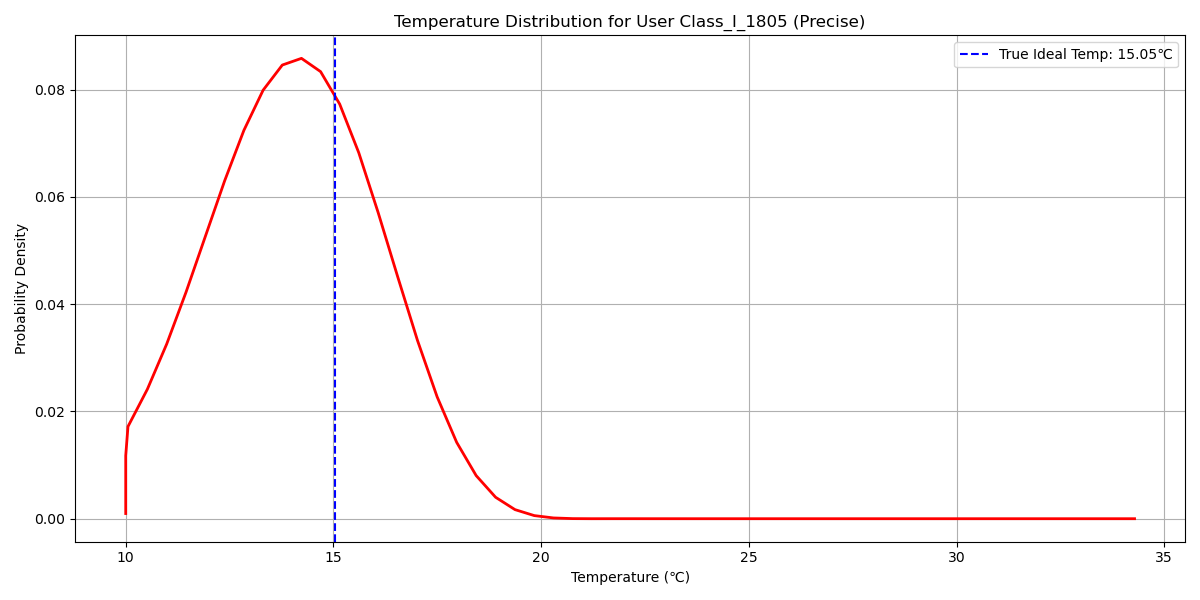 Temperature Distribution for User Class_I_1805 (Precise)
True Ideal Temp: 15.05℃
Probability Density
0.08
0.06
0.04
0.02
0.00
10
15
20
25
30
35
Temperature (℃)